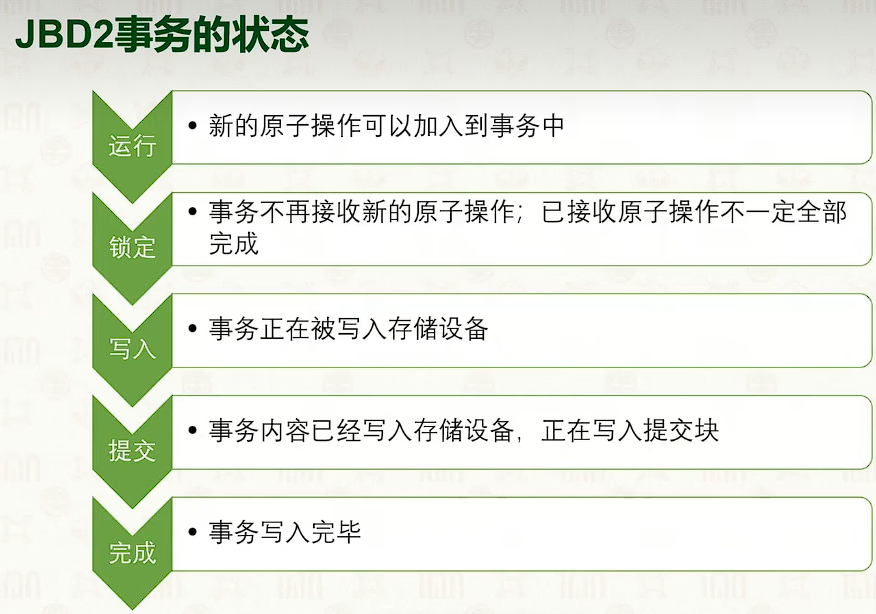 JBD2事务的状态
运行
• 新的原子操作可以加入到事务中
锁定
• 事务不再接收新的原子操作；已接收原子操作不一定全部
完成
写入
• 事务正在被写入存储设备
提交
• 事务内容已经写入存储设备，正在写入提交块
完成
• 事务写入完毕